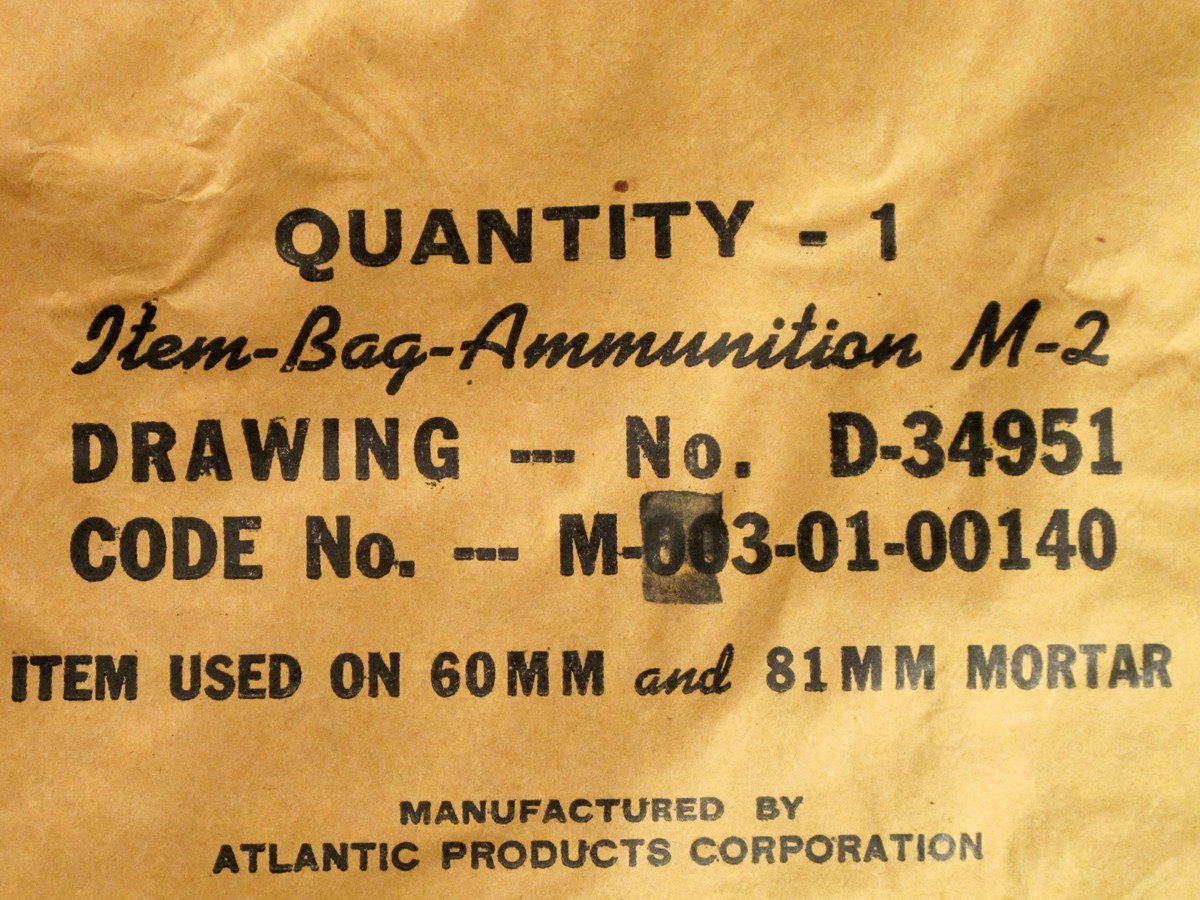 QUANTITY - 1
Item-Bag-Ammunition M-2
DRAWING --- No. D-34951
CODE No. --- M-003-01-00140
ITEM USED ON 60MM and 81MM MORTAR
MANUFACTURED BY
ATLANTIC PRODUCTS CORPORATION